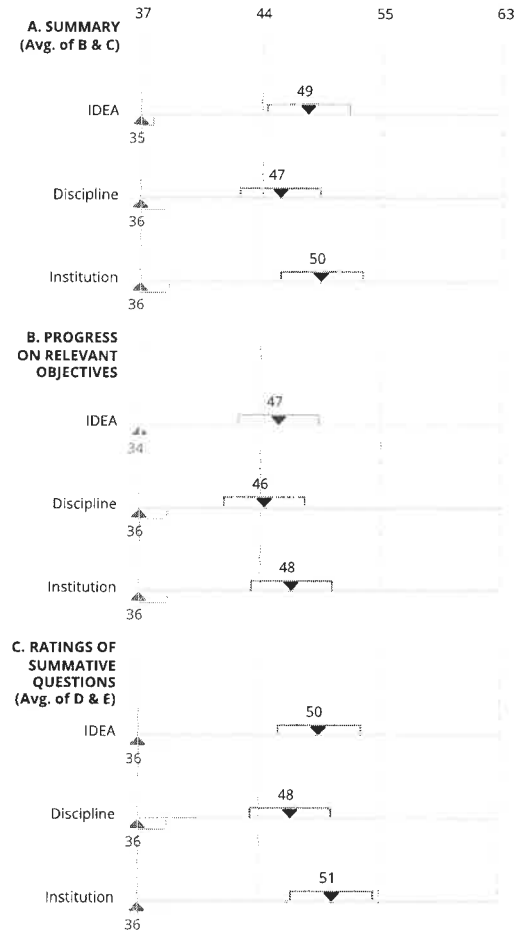 37 44 55 63
A. SUMMARY
(Avg. of B & C)
49
IDEA
35
47
Discipline
36
50
Institution
36
B. PROGRESS
ON RELEVANT
OBJECTIVES
47
IDEA
34
46
Discipline
36
48
Institution
36
C. RATINGS OF
SUMMATIVE
QUESTIONS
(Avg. of D & E)
50
IDEA
36
48
Discipline
36
51
Institution
36